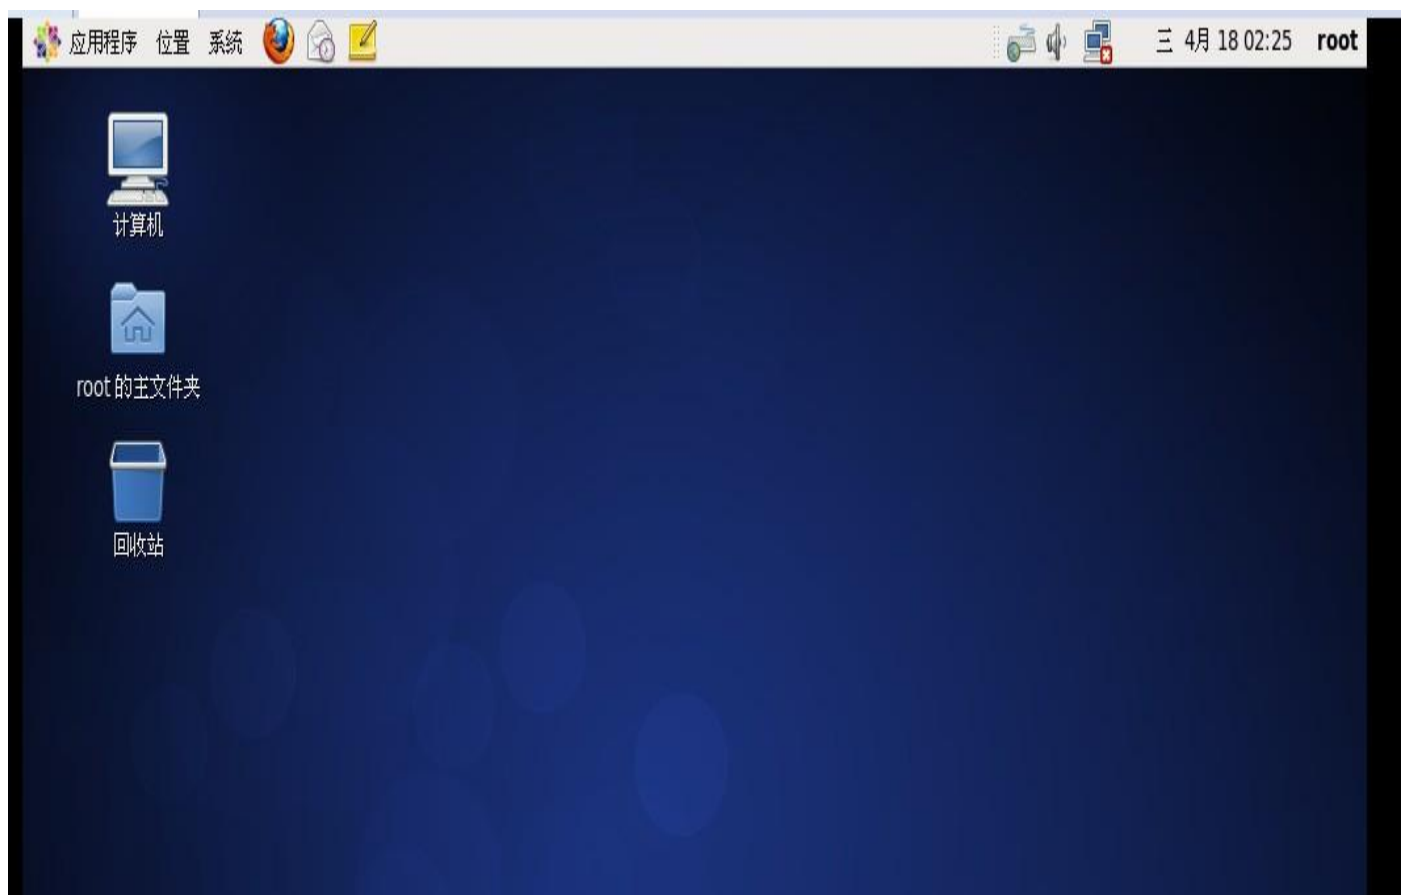 应用程序 位置 系统 三 4月 18 02:25 root
计算机
root 的主文件夹
回收站